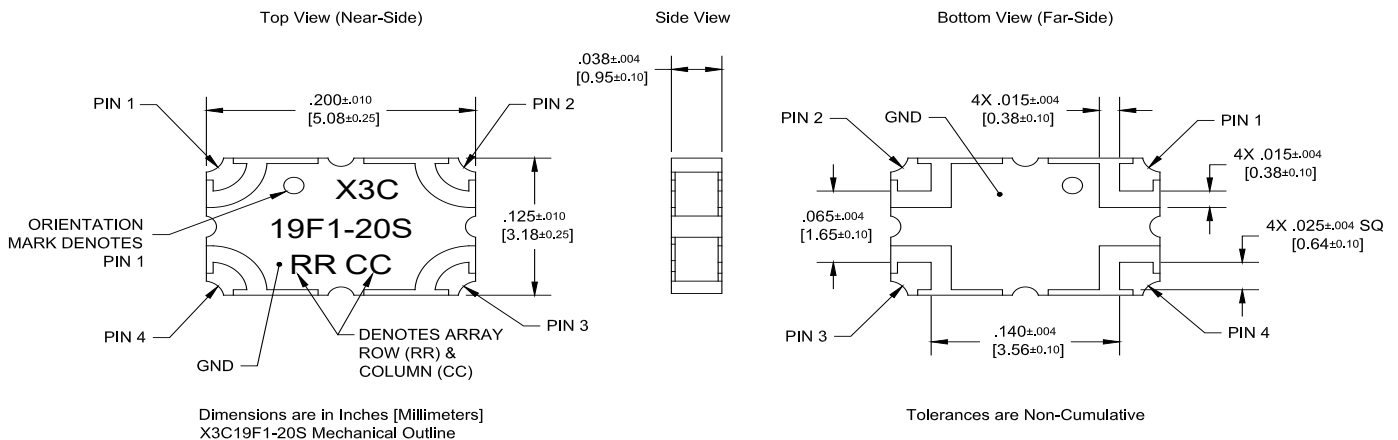 Top View (Near-Side)
Side View
Bottom View (Far-Side)
.038±.004
[0.95±0.10]
PIN 1
.200±.010
[5.08±0.25]
PIN 2
X3C
19F1-20S
RR CC
.125±.010
[3.18±0.25]
ORIENTATION
MARK DENOTES
PIN 1
PIN 4
GND
DENOTES ARRAY
ROW (RR) &
COLUMN (CC)
PIN 3
PIN 2
GND
4X .015±.004
[0.38±0.10]
PIN 1
4X .015±.004
[0.38±0.10]
.065±.004
[1.65±0.10]
4X .025±.004 SQ
[0.64±0.10]
PIN 3
.140±.004
[3.56±0.10]
PIN 4
Dimensions are in Inches [Millimeters]
X3C19F1-20S Mechanical Outline
Tolerances are Non-Cumulative